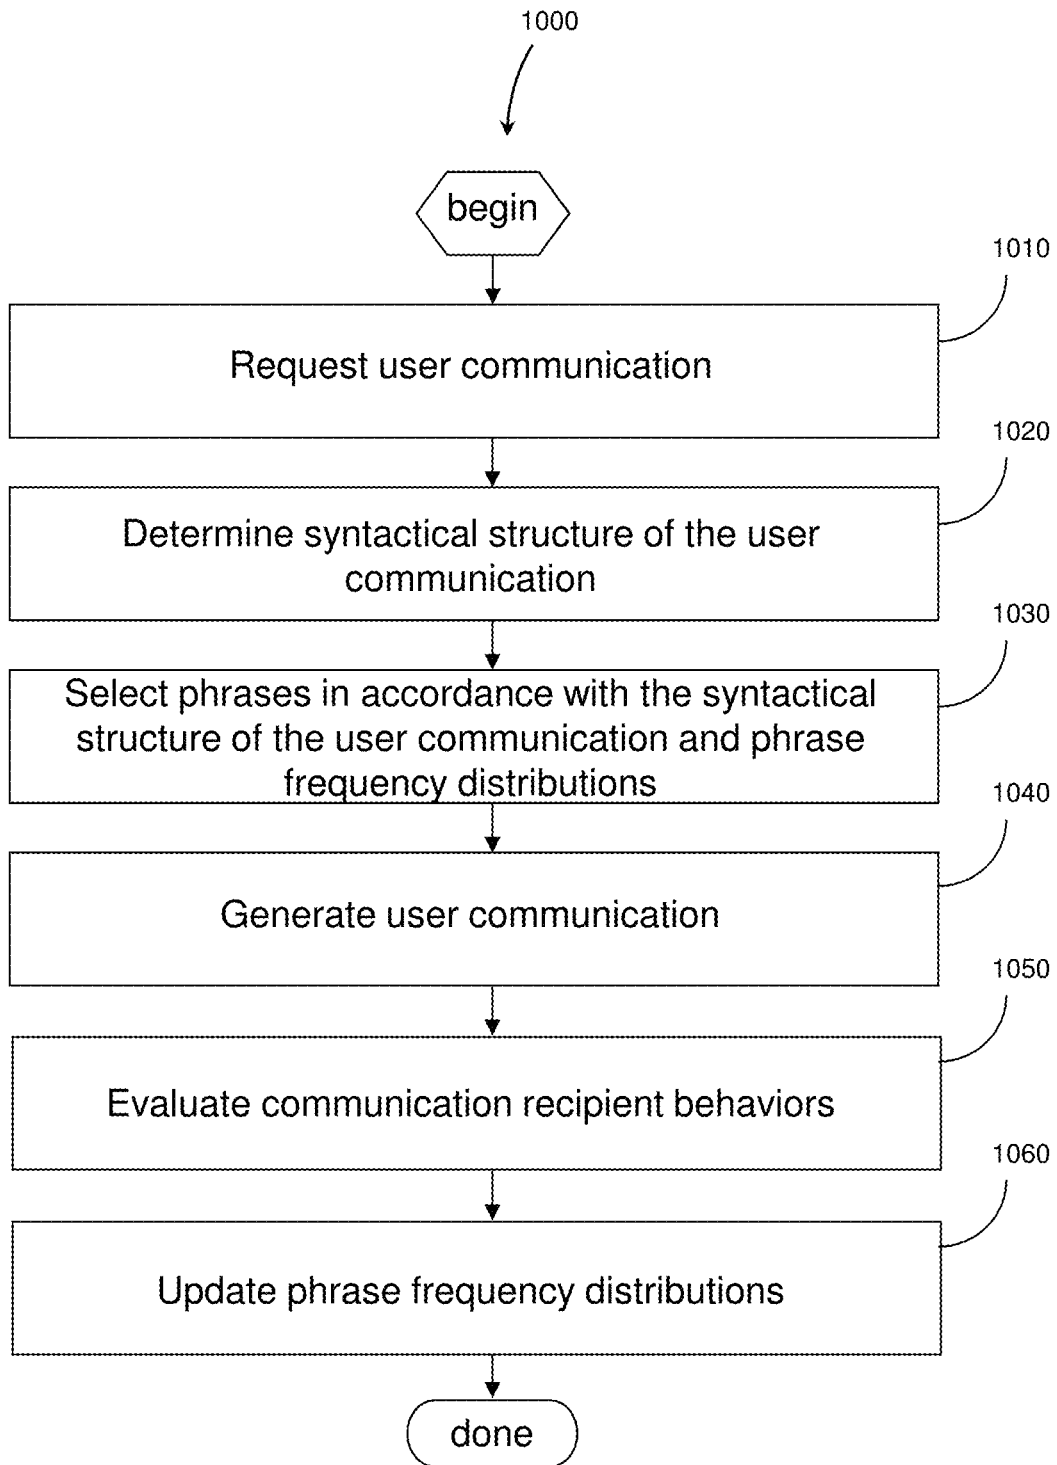 1000
begin
1010
Request user communication
1020
Determine syntactical structure of the user
communication
1030
Select phrases in accordance with the syntactical
structure of the user communication and phrase
frequency distributions
1040
Generate user communication
1050
Evaluate communication recipient behaviors
1060
Update phrase frequency distributions
done